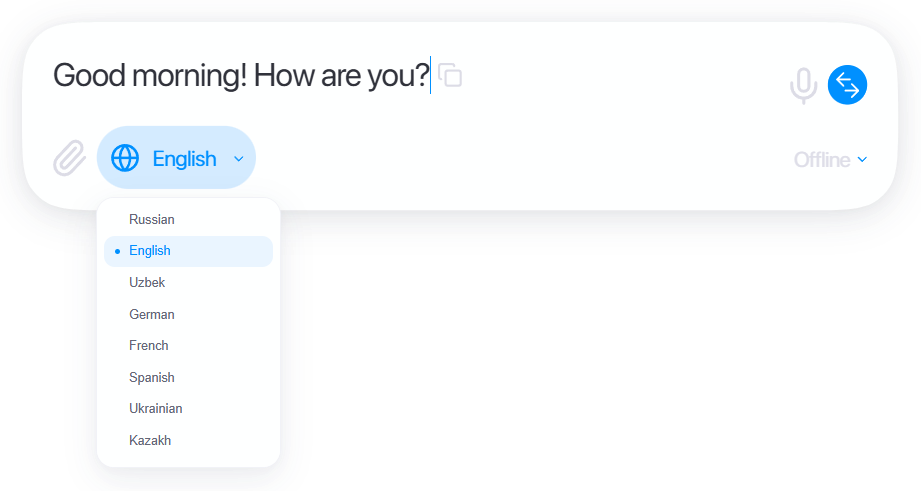 Good morning! How are you?
English
Offline
Russian
English
Uzbek
German
French
Spanish
Ukrainian
Kazakh